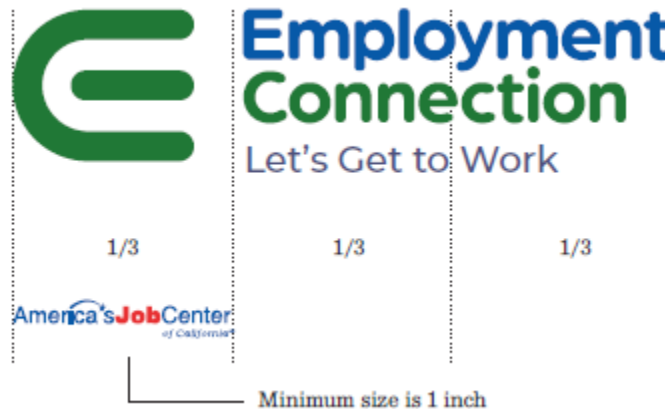 Employment
Connection
Let's Get to Work
1/3 1/3 1/3
America'sJobCenter
of California
Minimum size is 1 inch